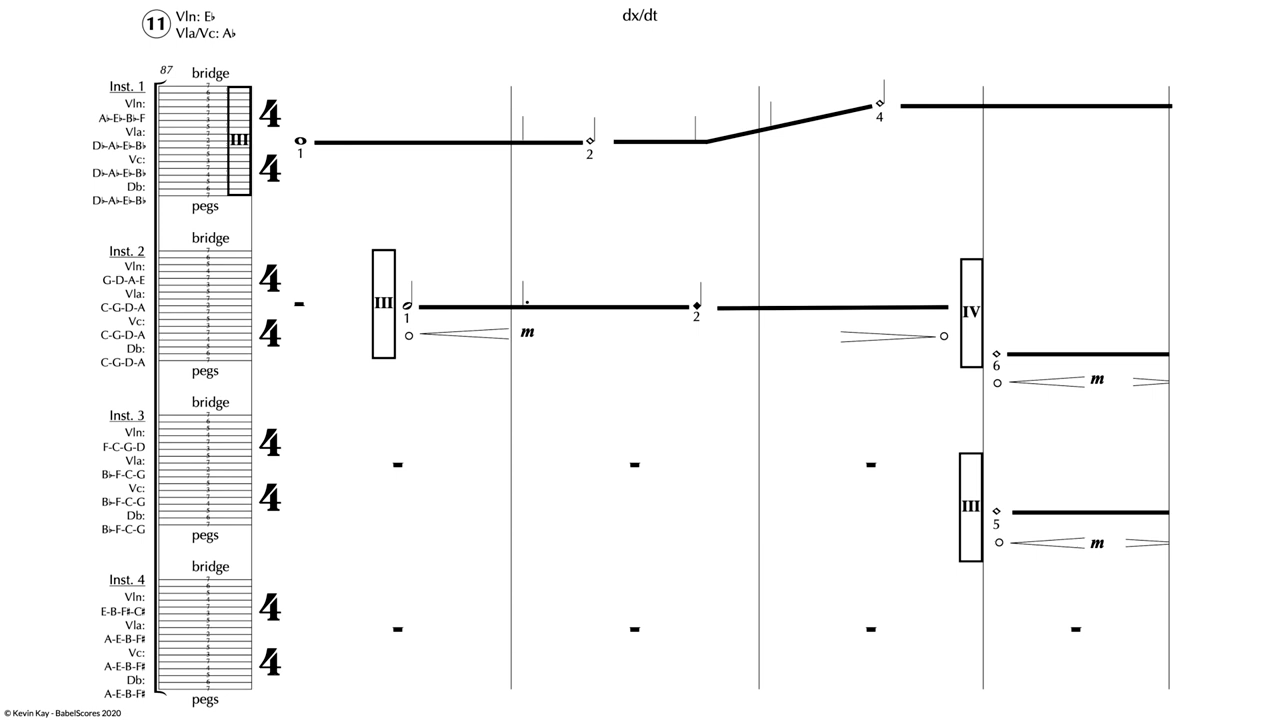 dx/dt
11
Vln: E♭
Vla/Vc: A♭
87
bridge
Inst. 1
Vln:
A♭-E♭-B♭-F
Vla:
D♭-A♭-E♭-B♭
Vc:
D♭-A♭-E♭-B♭
Db:
D♭-A♭-E♭-B♭
pegs
III
4
4
1
2
4
bridge
Inst. 2
Vln:
G-D-A-E
Vla:
C-G-D-A
Vc:
C-G-D-A
Db:
C-G-D-A
pegs
4
4
III
1
m
2
IV
6
m
bridge
Inst. 3
Vln:
F-C-G-D
Vla:
B♭-F-C-G
Vc:
B♭-F-C-G
Db:
B♭-F-C-G
pegs
4
4
III
5
m
bridge
Inst. 4
Vln:
E-B-F♯-C♯
Vla:
A-E-B-F♯
Vc:
A-E-B-F♯
Db:
A-E-B-F♯
pegs
4
4
© Kevin Kay - BabelScores 2020